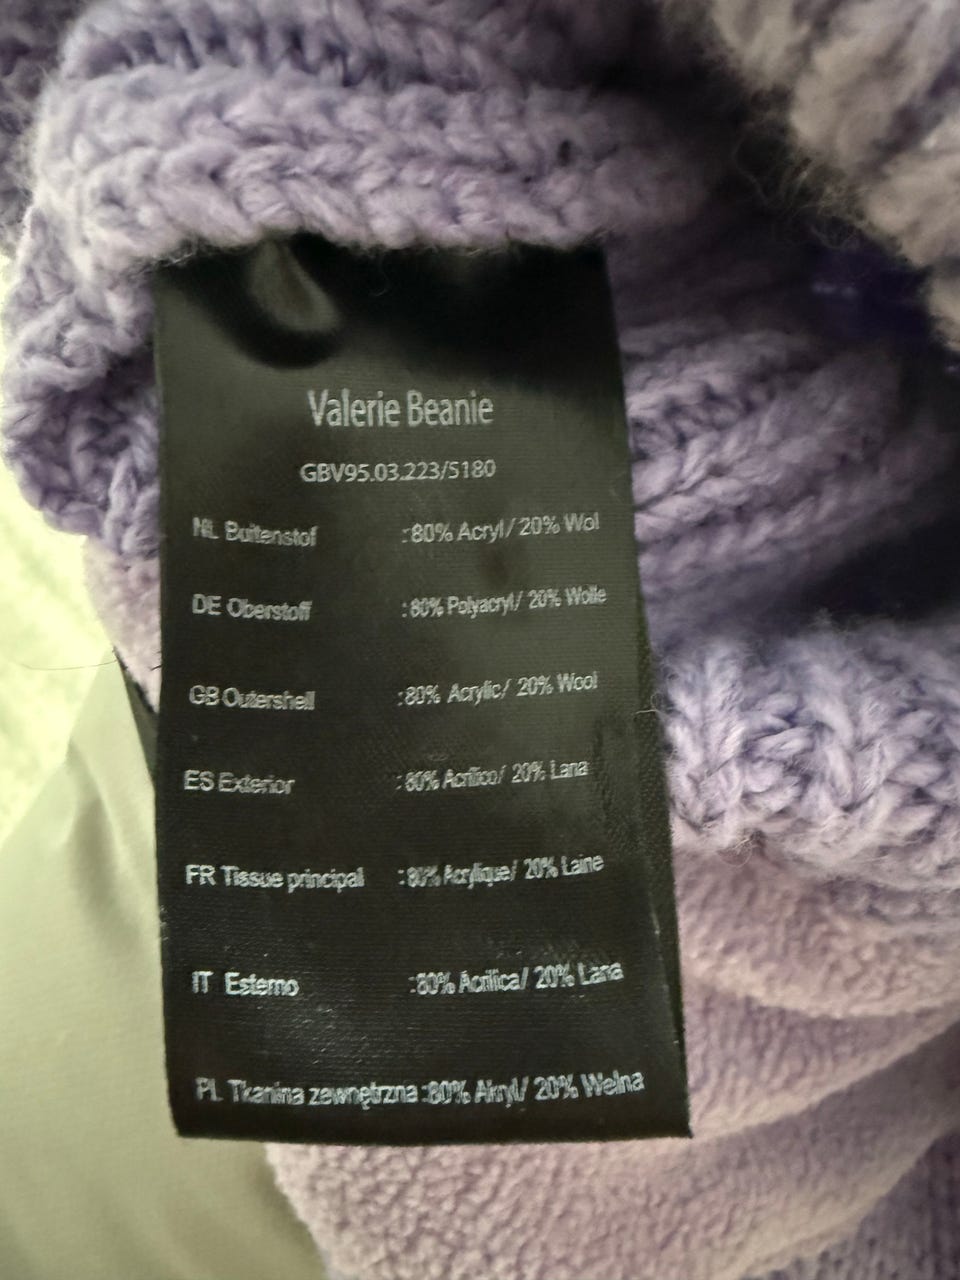 Valerie Beanie
GBV95.03.223/S180
NL Buitenstof :80% Acryl/ 20% Wol
DE Oberstoff :80% Polyacryl/ 20% Wolle
GB Outershell :80% Acrylic/ 20% Wool
ES Exterior :80% Acrílico/ 20% Lana
FR Tissue principal :80% Acrylique/ 20% Laine
IT Esterno :80% Acrilica/ 20% Lana
PL Tkanina zewnętrzna :80% Akryl/ 20% Wełna